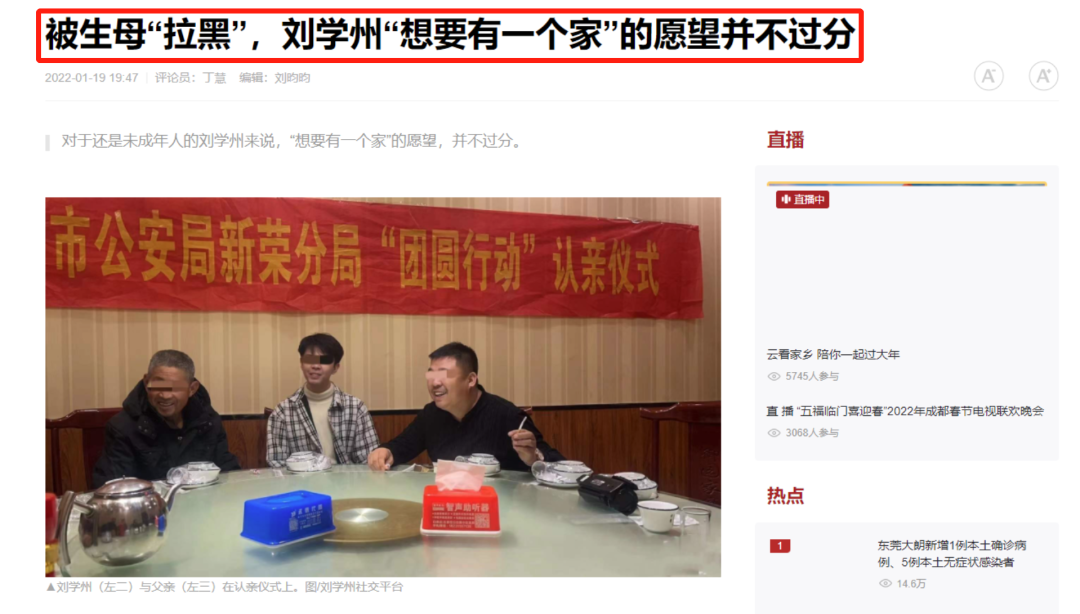 被生母“拉黑”，刘学州“想要有一个家”的愿望并不过分
2022-01-19 19:47 | 评论员：丁慧 编辑：刘昀昀
A-
A+
对于还是未成年人的刘学州来说，“想要有一个家”的愿望，并不过分。
市公安局新荣分局“团圆行动”认亲仪式
智声助听器
▲刘学州（左二）与父亲（左三）在认亲仪式上。图/刘学州社交平台
直播
直播中
云看家乡 陪你一起过大年
5745人参与
直 播 “五福临门喜迎春”2022年成都春节电视联欢晚会
3068人参与
热点
1
东莞大朗新增1例本土确诊病
例、5例本土无症状感染者
14.6万